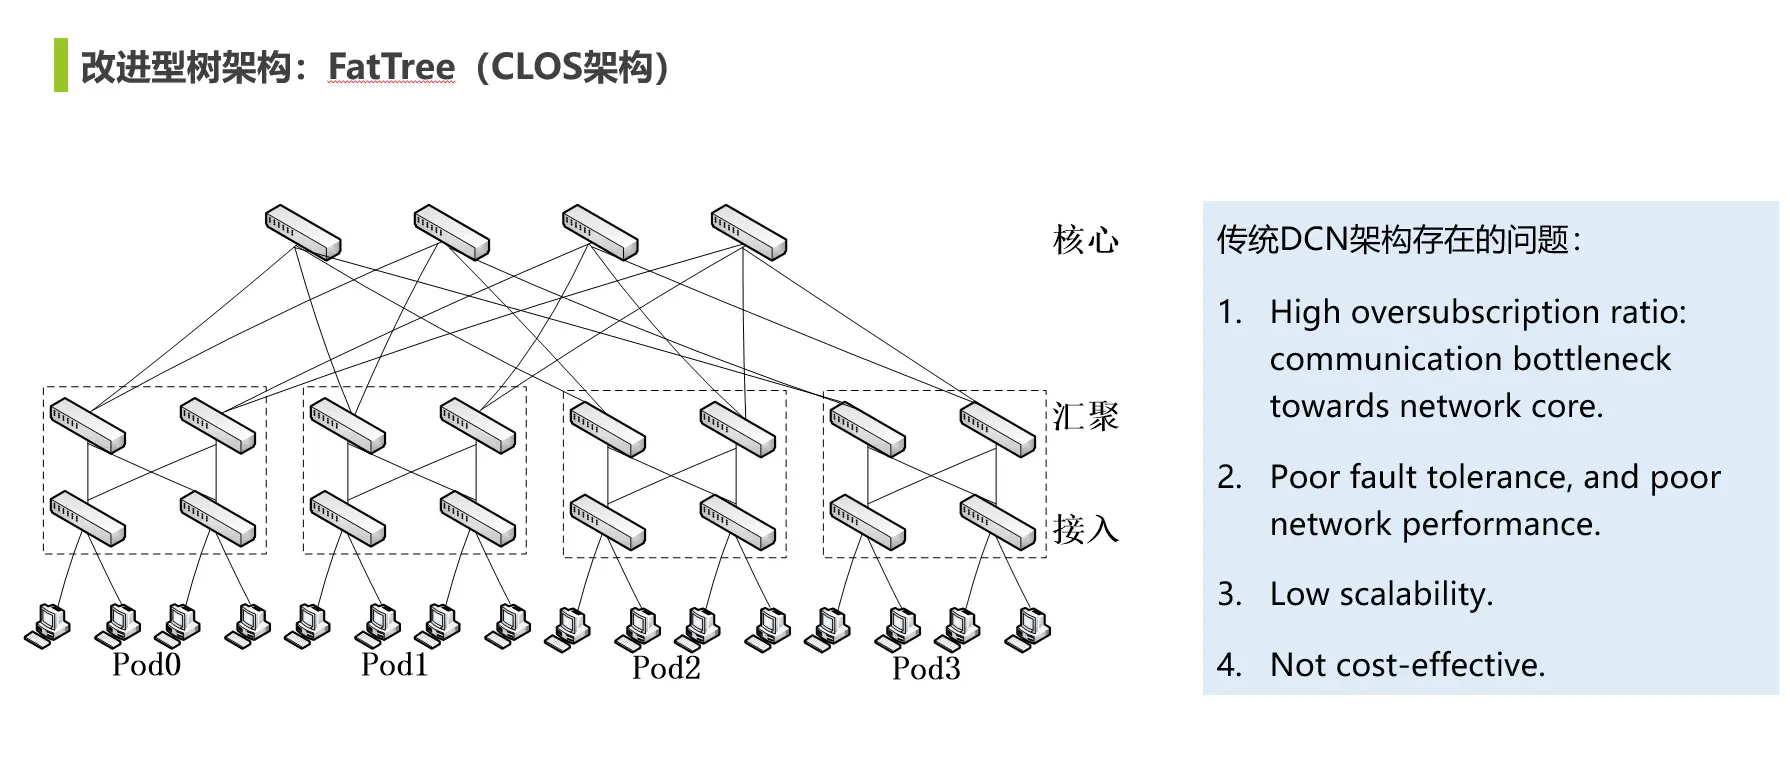 改进型树架构：FatTree（CLOS架构）
核心
汇聚
接入
Pod0
Pod1
Pod2
Pod3
传统DCN架构存在的问题：
1. High oversubscription ratio:
communication bottleneck
towards network core.
2. Poor fault tolerance, and poor
network performance.
3. Low scalability.
4. Not cost-effective.